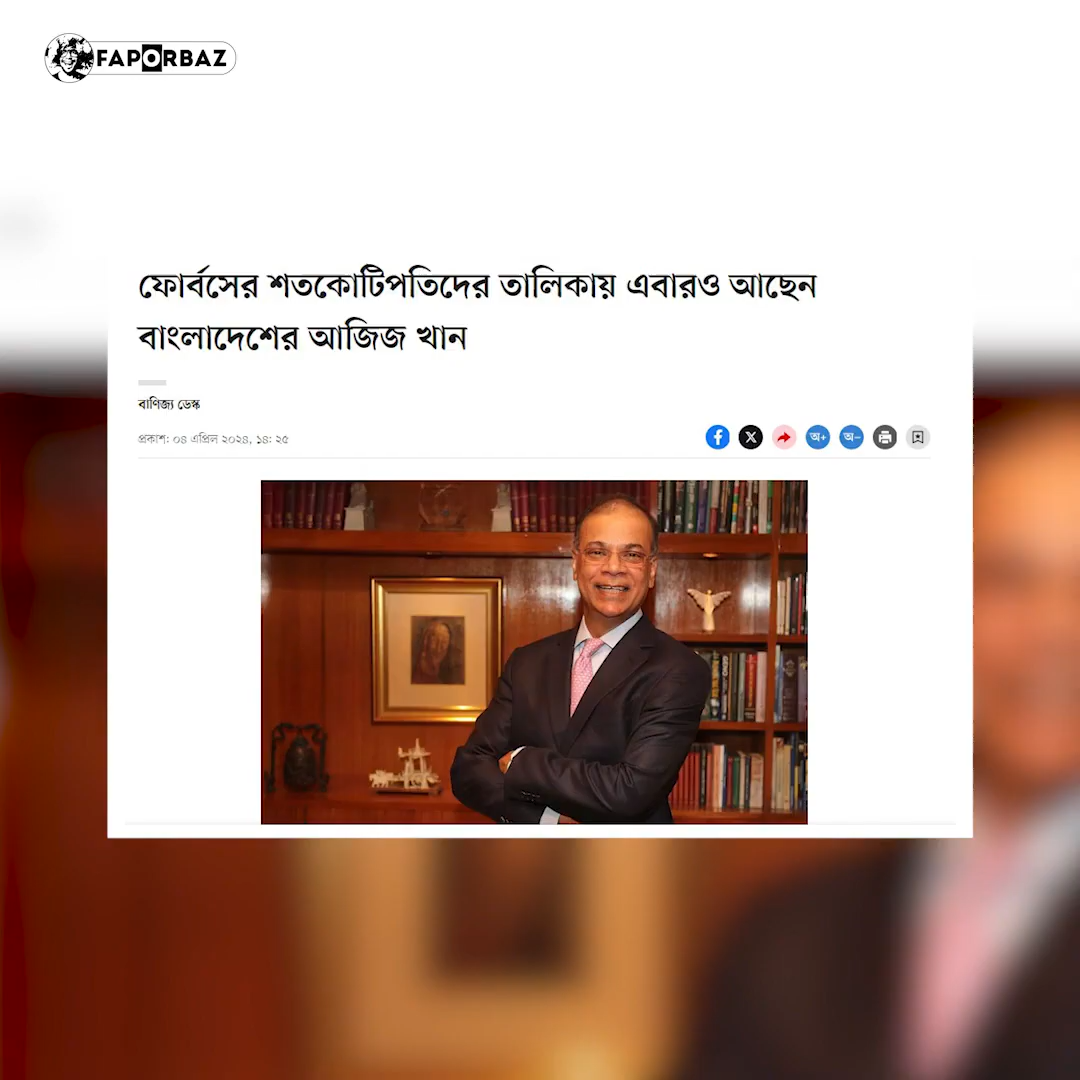 FAPORBAZ
ফোর্বসের শতকোটিপতিদের তালিকায় এবারও আছেন
বাংলাদেশের আজিজ খান
বাণিজ্য ডেস্ক
প্রকাশ: ০৪ এপ্রিল ২০২৪, ১৪: ২৫
অ+ অ−